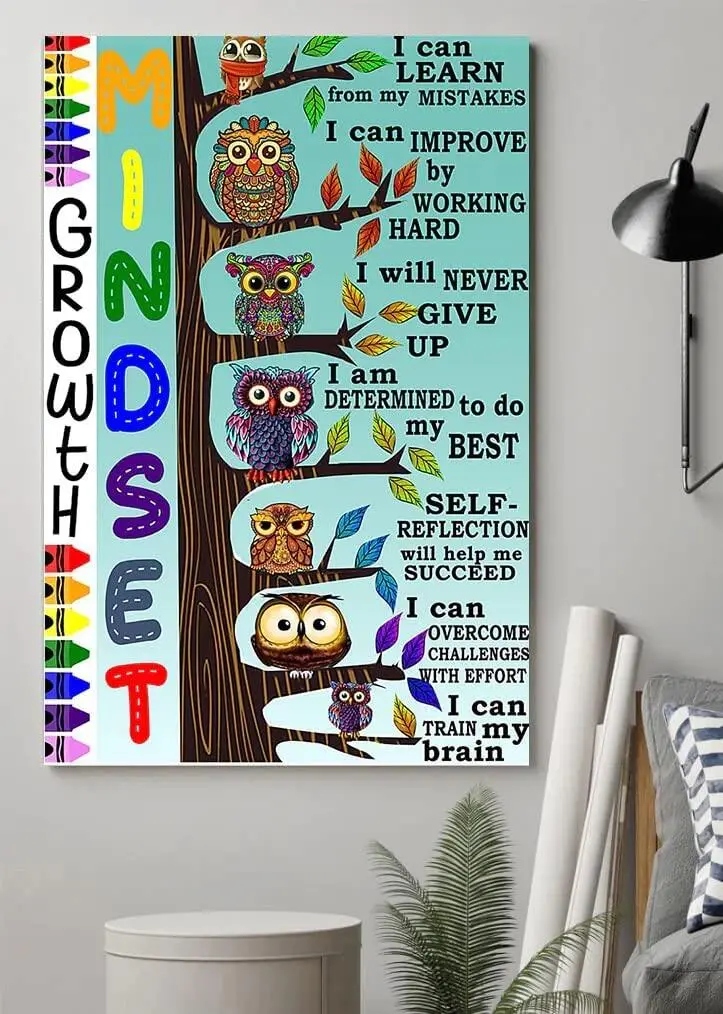 GROWtH
MINDSET
I can
LEARN
from my MISTAKES
I can IMPROVE
by
WORKING
HARD
I will NEVER
GIVE
UP
I am
DETERMINED to do
my
BEST
SELF-
REFLECTION
will help me
SUCCEED
I can
OVERCOME
CHALLENGES
WITH EFFORT
I can
TRAIN my
brain